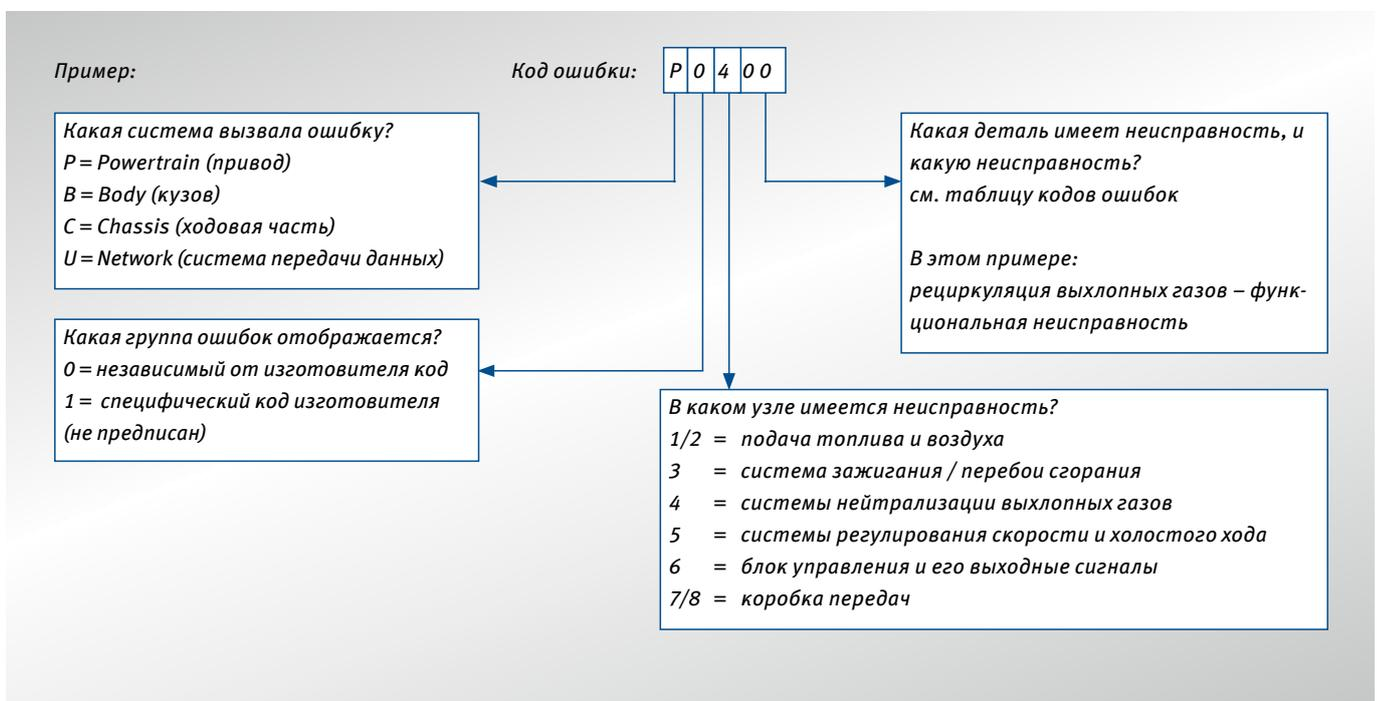 Пример:
Код ошибки: P 0 4 0 0
Какая система вызвала ошибку?
P = Powertrain (привод)
B = Body (кузов)
C = Chassis (ходовая часть)
U = Network (система передачи данных)
Какая деталь имеет неисправность, и
какую неисправность?
см. таблицу кодов ошибок
В этом примере:
рециркуляция выхлопных газов – функ-
циональная неисправность
Какая группа ошибок отображается?
0 = независимый от изготовителя код
1 = специфический код изготовителя
(не предписан)
В каком узле имеется неисправность?
1/2 = подача топлива и воздуха
3 = система зажигания / перебои сгорания
4 = системы нейтрализации выхлопных газов
5 = системы регулирования скорости и холостого хода
6 = блок управления и его выходные сигналы
7/8 = коробка передач